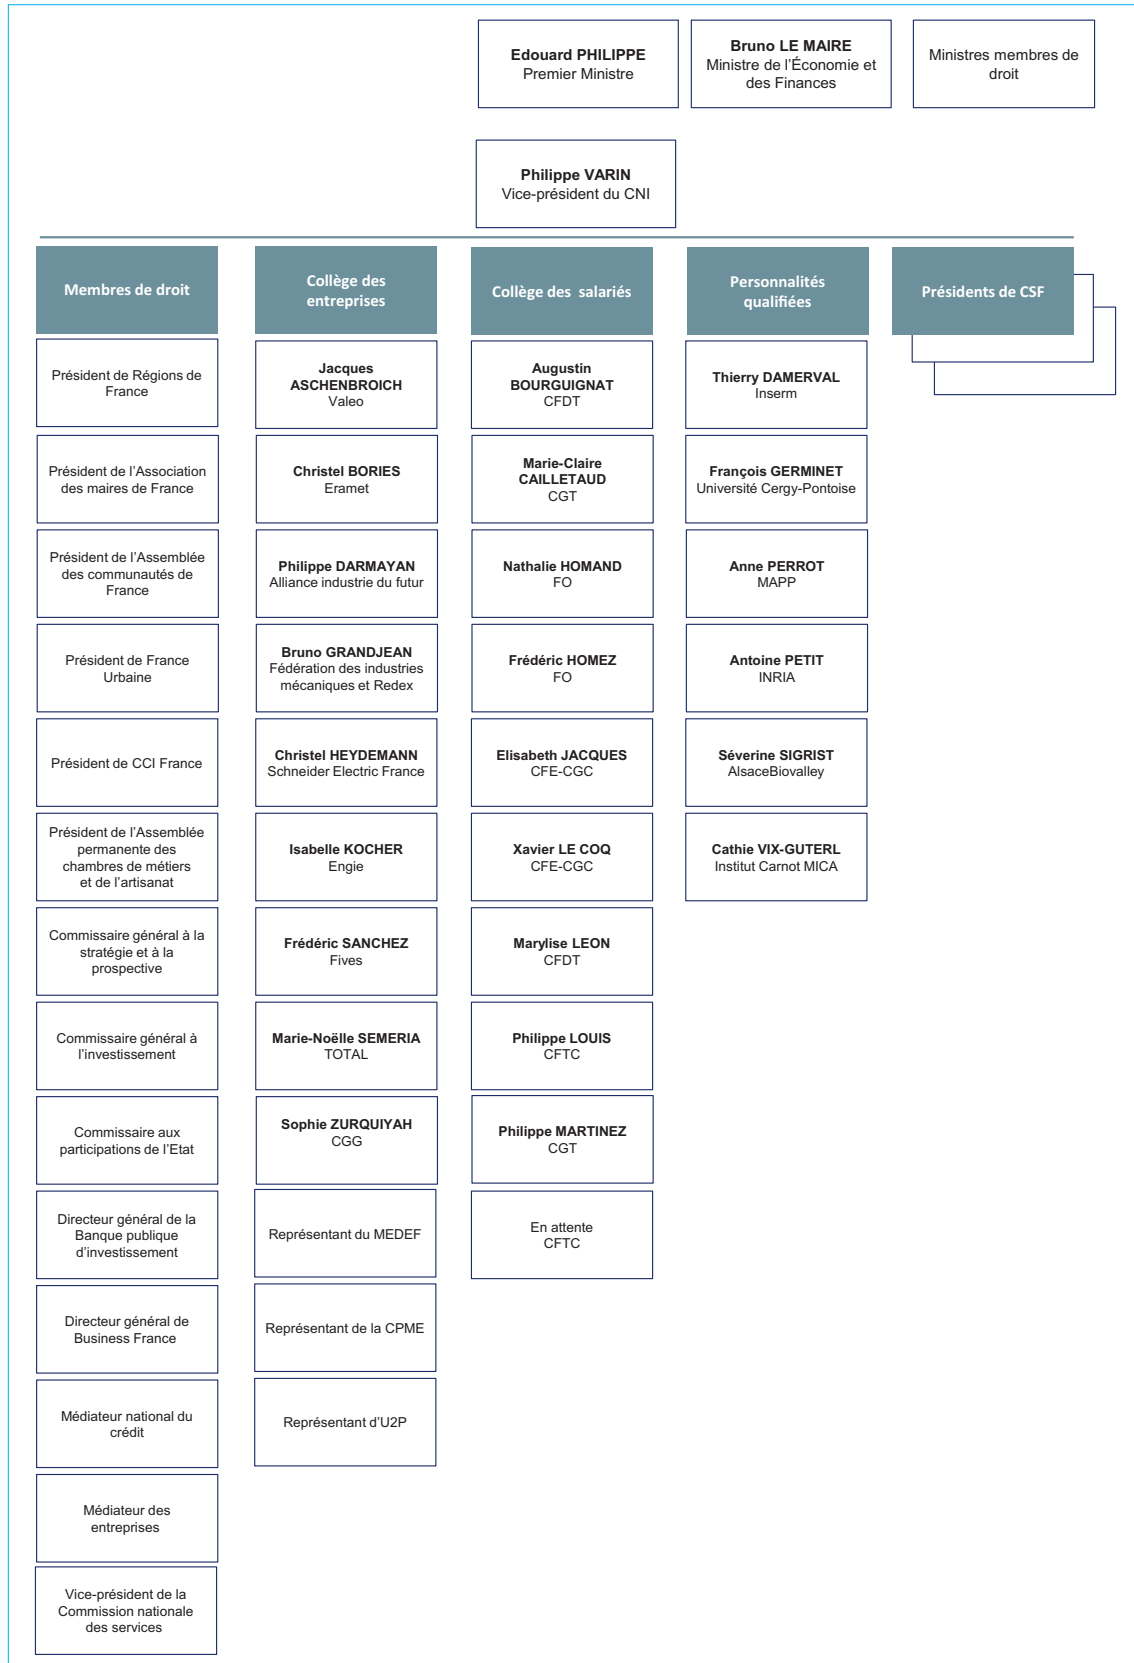 Edouard PHILIPPE
Premier Ministre
Bruno LE MAIRE
Ministre de l'Économie et
des Finances
Ministres membres de
droit
Philippe VARIN
Vice-président du CNI
Membres de droit
Président de Régions de
France
Président de l'Association
des maires de France
Président de l'Assemblée
des communautés de
France
Président de France
Urbaine
Président de CCI France
Président de l'Assemblée
permanente des
chambres de métiers
et de l'artisanat
Commissaire général à la
stratégie et à la
prospective
Commissaire général à
l'investissement
Commissaire aux
participations de l'Etat
Directeur général de la
Banque publique
d'investissement
Directeur général de
Business France
Médiateur national du
crédit
Médiateur des
entreprises
Vice-président de la
Commission nationale
des services
Collège des
entreprises
Jacques
ASCHENBROICH
Valeo
Christel BORIES
Eramet
Philippe DARMAYAN
Alliance industrie du futur
Bruno GRANDJEAN
Fédération des industries
mécaniques et Redex
Christel HEYDEMANN
Schneider Electric France
Isabelle KOCHER
Engie
Frédéric SANCHEZ
Fives
Marie-Noëlle SEMERIA
TOTAL
Sophie ZURQUIYAH
CGG
Représentant du MEDEF
Représentant de la CPME
Représentant d'U2P
Collège des salariés
Augustin
BOURGUIGNAT
CFDT
Marie-Claire
CAILLETAUD
CGT
Nathalie HOMAND
FO
Frédéric HOMEZ
FO
Elisabeth JACQUES
CFE-CGC
Xavier LE COQ
CFE-CGC
Marylise LEON
CFDT
Philippe LOUIS
CFTC
Philippe MARTINEZ
CGT
En attente
CFTC
Personnalités
qualifiées
Thierry DAMERVAL
Inserm
François GERMINET
Université Cergy-Pontoise
Anne PERROT
MAPP
Antoine PETIT
INRIA
Séverine SIGRIST
AlsaceBiovalley
Cathie VIX-GUTERL
Institut Carnot MICA
Présidents de CSF